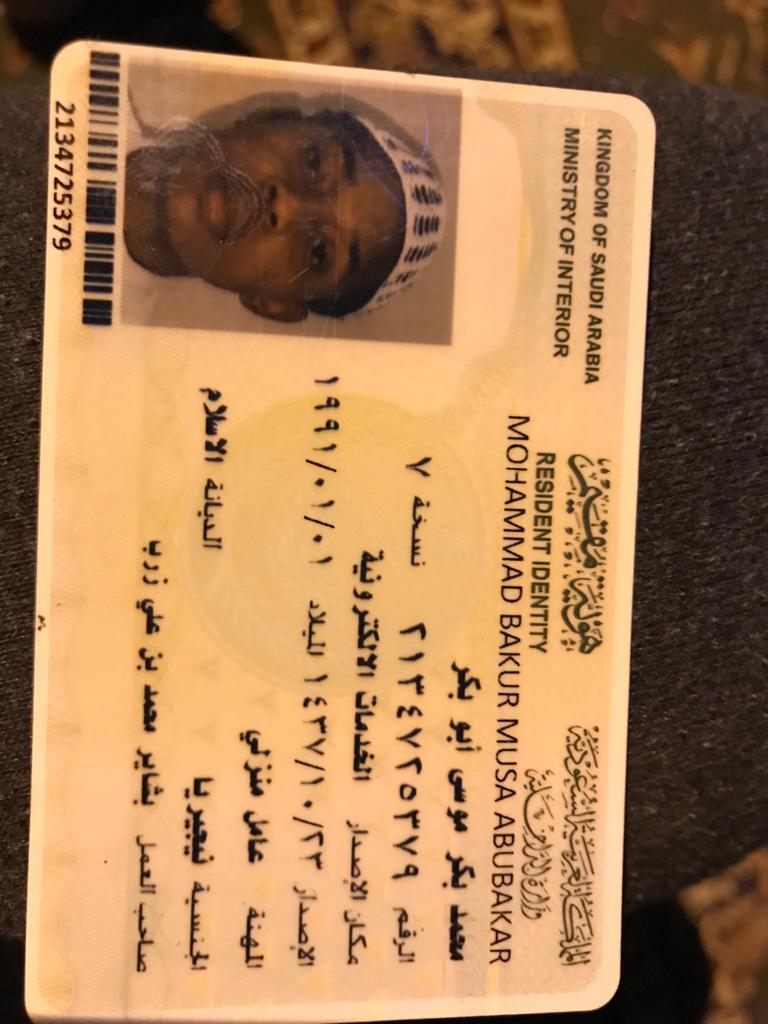 KINGDOM OF SAUDI ARABIA
MINISTRY OF INTERIOR
المملكة العربية السعودية
وزارة الداخلية
هوية مقيم
RESIDENT IDENTITY
MOHAMMAD BAKUR MUSA ABUBAKAR
محمد بكر موسى أبو بكر
الرقم ٢١٣٤٧٢٥٣٧٩ نسخة ٧
مكان الإصدار الخدمات الالكترونية
الإصدار ١٤٣٧/١٠/٢٣ الميلاد ١٩٩١/٠١/٠١
المهنة عامل منزلي
الجنسية نيجيريا الديانة الاسلام
صاحب العمل بشاير محمد بن علي زرب
2134725379